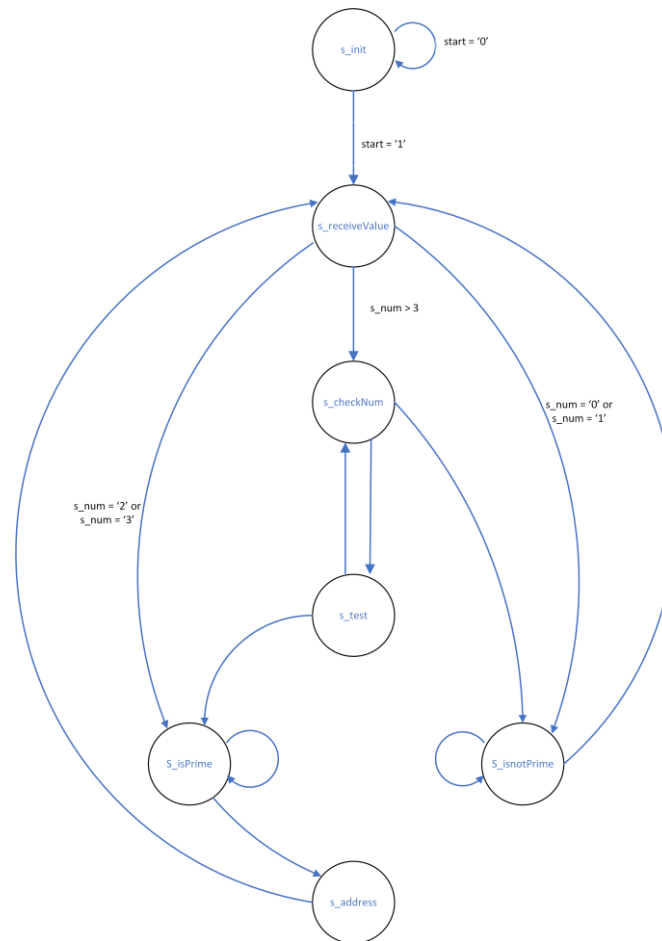 s_init
start = ‘0’
start = ‘1’
s_receiveValue
s_num > 3
s_checkNum
s_num = ‘0’ or
s_num = ‘1’
s_num = ‘2’ or
s_num = ‘3’
s_test
S_isPrime
S_isnotPrime
s_address